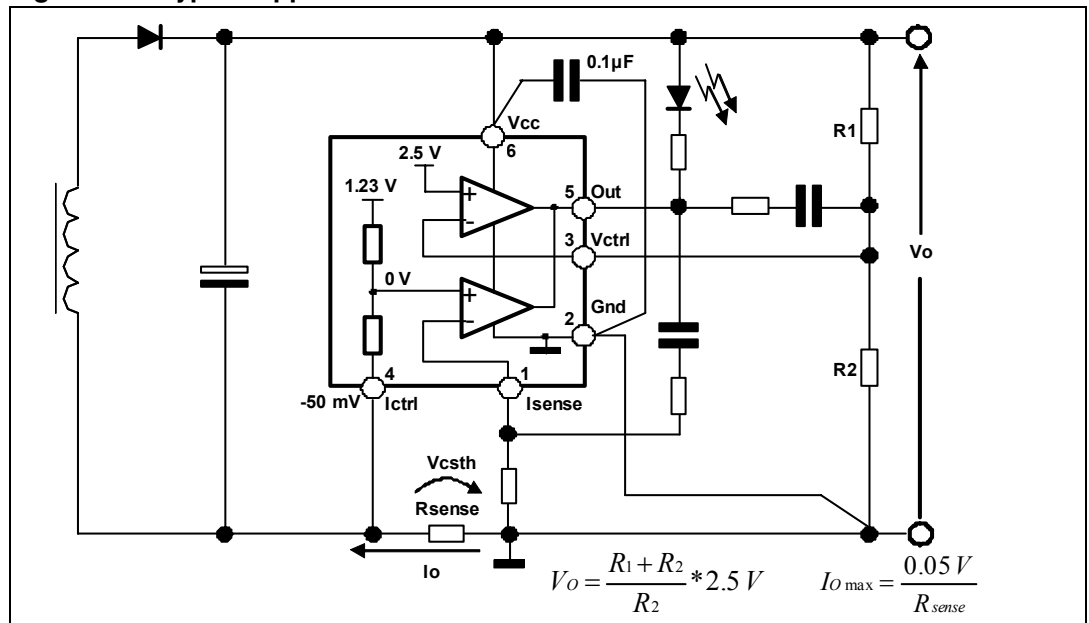 0.1µF
Vcc
6
2.5 V
1.23 V
R1
5 Out
3 Vctrl
Vo
0 V
Gnd
2
R2
4
1
-50 mV
Ictrl
Isense
Vcsth
Rsense
Io
VO = R1 + R2 / R2 * 2.5 V
IO max = 0.05 V / R sense